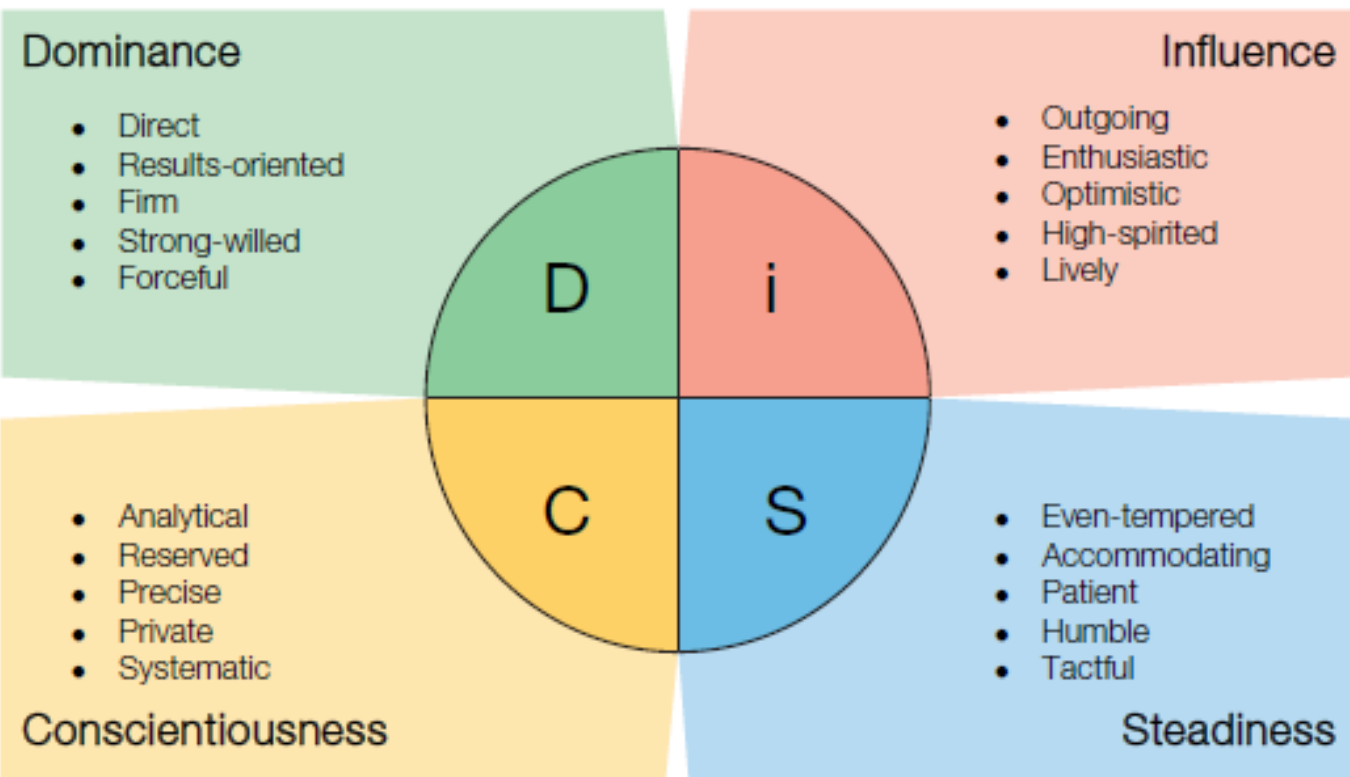 Dominance
• Direct
• Results-oriented
• Firm
• Strong-willed
• Forceful
Influence
• Outgoing
• Enthusiastic
• Optimistic
• High-spirited
• Lively
D
i
C
S
• Analytical
• Reserved
• Precise
• Private
• Systematic
Conscientiousness
• Even-tempered
• Accommodating
• Patient
• Humble
• Tactful
Steadiness